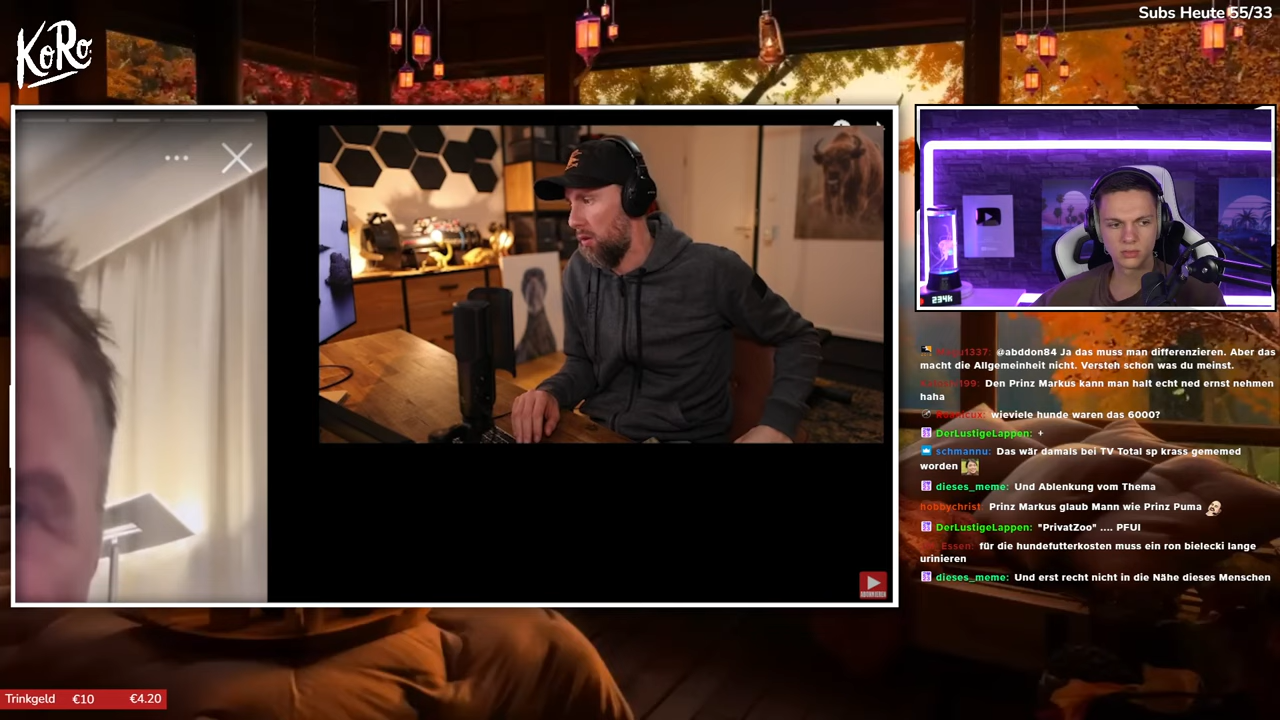 Subs Heute 55/33
KoRo
234k
@abddon84 Ja das muss man differenzieren. Aber das
macht die Allgemeinheit nicht. Versteh schon was du meinst.
Den Prinz Markus kann man halt echt ned ernst nehmen
haha
wieviele hunde waren das 6000?
DerLustigeLappen: +
schmannu: Das wär damals bei TV Total sp krass gememed
worden
dieses_meme: Und Ablenkung vom Thema
hobbychrist: Prinz Markus glaub Mann wie Prinz Puma
DerLustigeLappen: "PrivatZoo" .... PFUI
Essen: für die hundefutterkosten muss ein ron bielecki lange
urinieren
dieses_meme: Und erst recht nicht in die Nähe dieses Menschen
Trinkgeld €10 €4.20